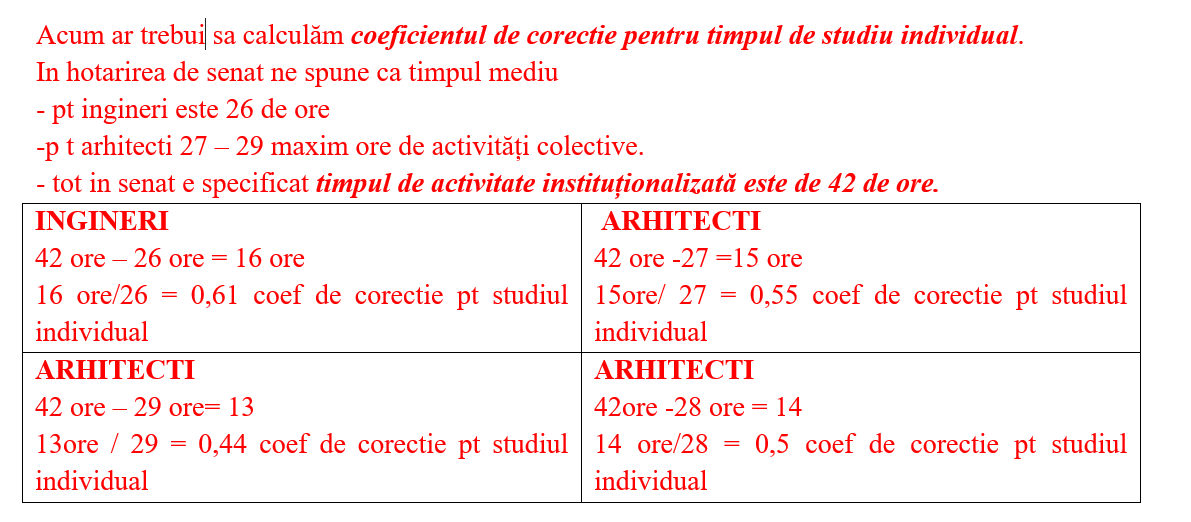 Acum ar trebui sa calculăm coeficientul de corectie pentru timpul de studiu individual.
In hotarirea de senat ne spune ca timpul mediu
- pt ingineri este 26 de ore
-p t arhitecti 27 – 29 maxim ore de activități colective.
- tot in senat e specificat timpul de activitate instituționalizată este de 42 de ore.
INGINERI
42 ore – 26 ore = 16 ore
16 ore/26 = 0,61 coef de corectie pt studiul
individual
ARHITECTI
42 ore -27 =15 ore
15ore/ 27 = 0,55 coef de corectie pt studiul
individual
ARHITECTI
42 ore – 29 ore= 13
13ore / 29 = 0,44 coef de corectie pt studiul
individual
ARHITECTI
42ore -28 ore = 14
14 ore/28 = 0,5 coef de corectie pt studiul
individual